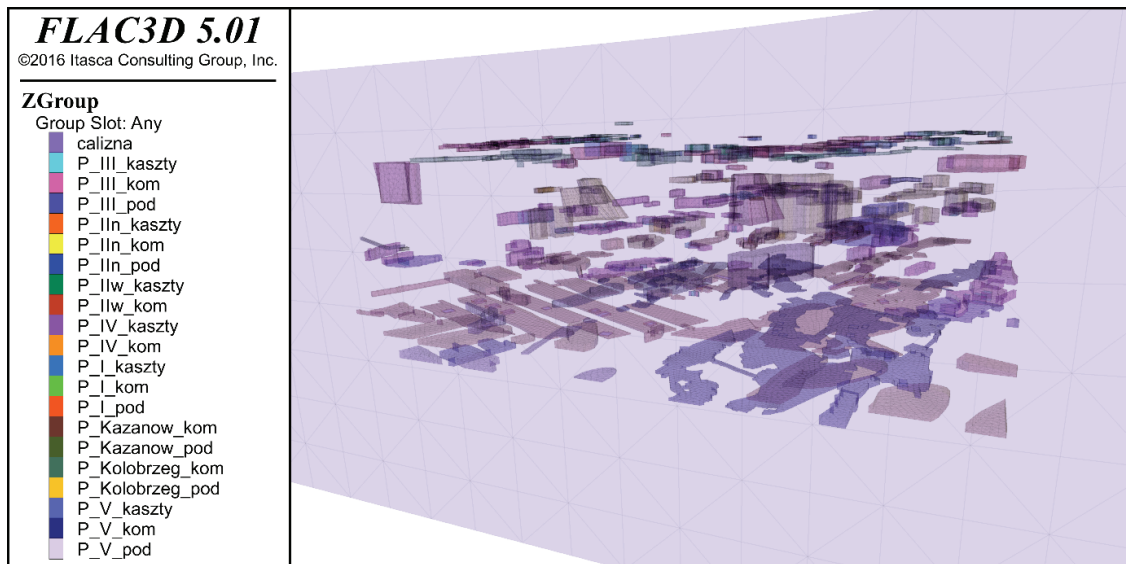 FLAC3D 5.01
©2016 Itasca Consulting Group, Inc.
ZGroup
Group Slot: Any
calizna
P_III_kaszty
P_III_kom
P_III_pod
P_IIn_kaszty
P_IIn_kom
P_IIn_pod
P_IIw_kaszty
P_IIw_kom
P_IV_kaszty
P_IV_kom
P_I_kaszty
P_I_kom
P_I_pod
P_Kazanow_kom
P_Kazanow_pod
P_Kolobrzeg_kom
P_Kolobrzeg_pod
P_V_kaszty
P_V_kom
P_V_pod